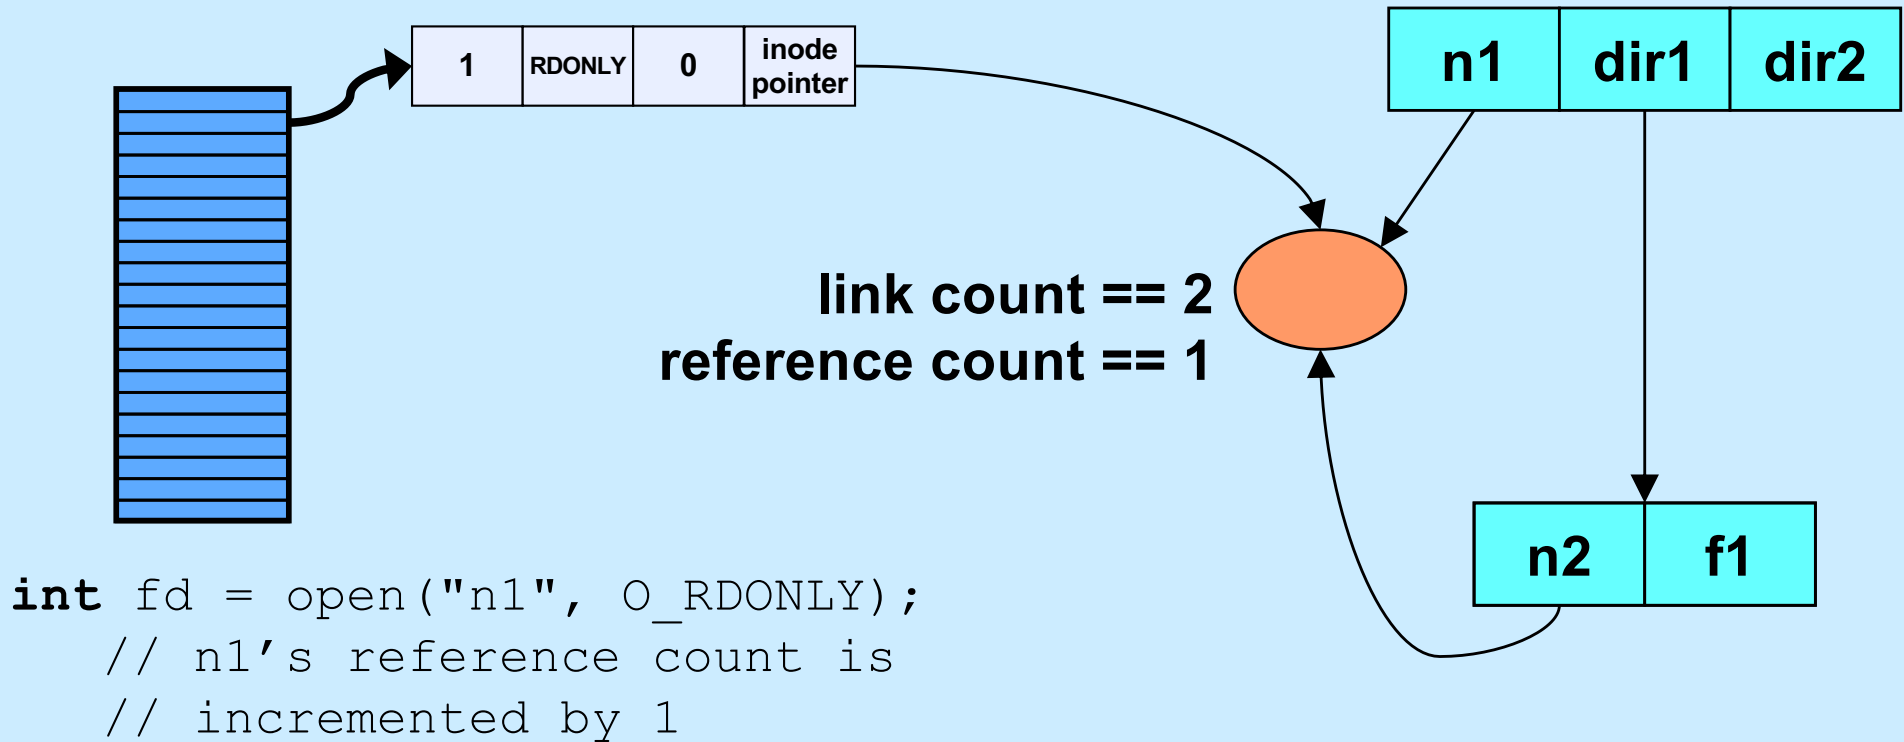 1 RDONLY 0 inode pointer
n1 dir1 dir2
link count == 2
reference count == 1
n2 f1
int fd = open("n1", O_RDONLY);
// n1’s reference count is
// incremented by 1